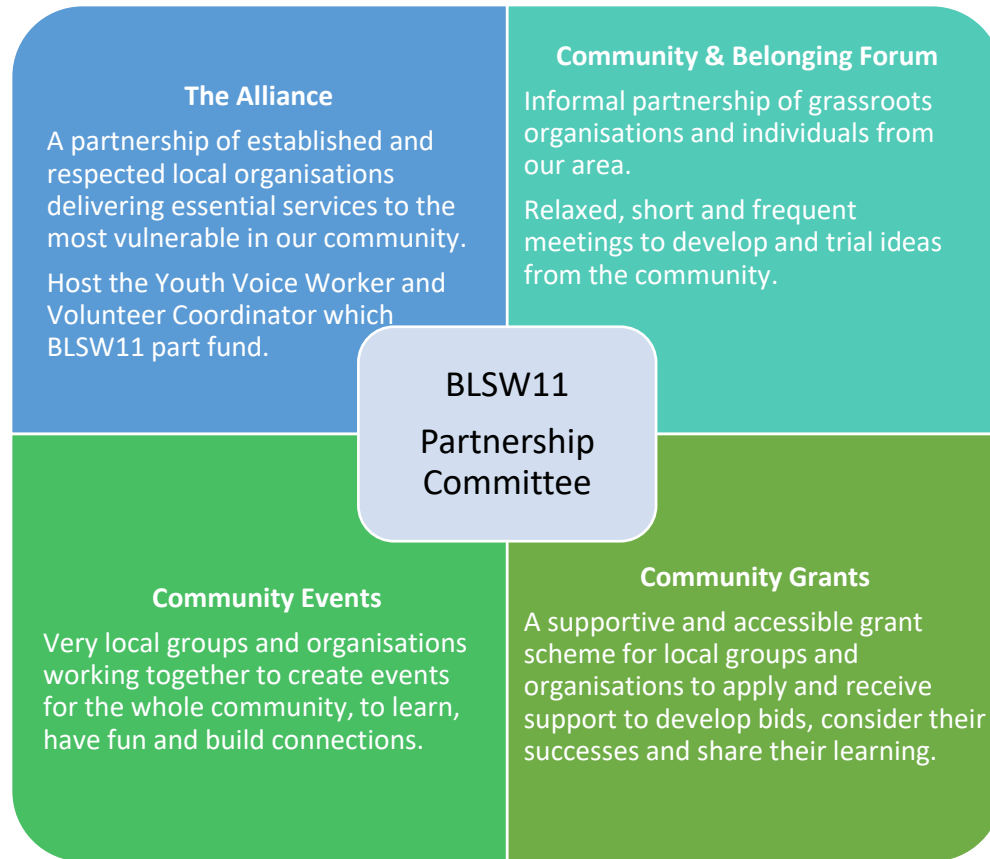 The Alliance
A partnership of established and
respected local organisations
delivering essential services to the
most vulnerable in our community.
Host the Youth Voice Worker and
Volunteer Coordinator which
BLSW11 part fund.
Community & Belonging Forum
Informal partnership of grassroots
organisations and individuals from
our area.
Relaxed, short and frequent
meetings to develop and trial ideas
from the community.
BLSW11
Partnership
Committee
Community Events
Very local groups and organisations
working together to create events
for the whole community, to learn,
have fun and build connections.
Community Grants
A supportive and accessible grant
scheme for local groups and
organisations to apply and receive
support to develop bids, consider their
successes and share their learning.